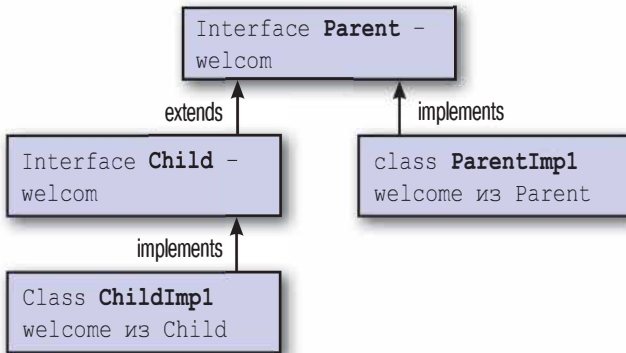 Interface Parent –
welcom
extends
implements
Interface Child –
welcom
class ParentImp1
welcome из Parent
implements
Class ChildImp1
welcome из Child